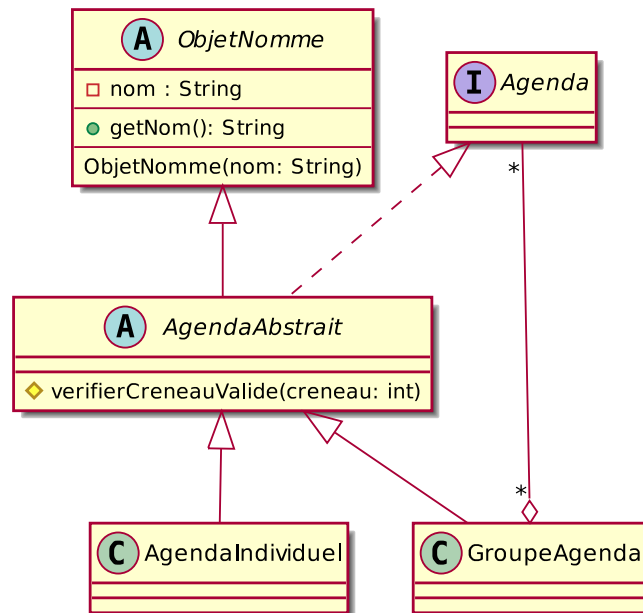 A ObjetNomme
nom : String
getNom(): String
ObjetNomme(nom: String)
I Agenda
*
A AgendaAbstrait
verifierCreneauValide(creneau: int)
*
C AgendaIndividuel
C GroupeAgenda